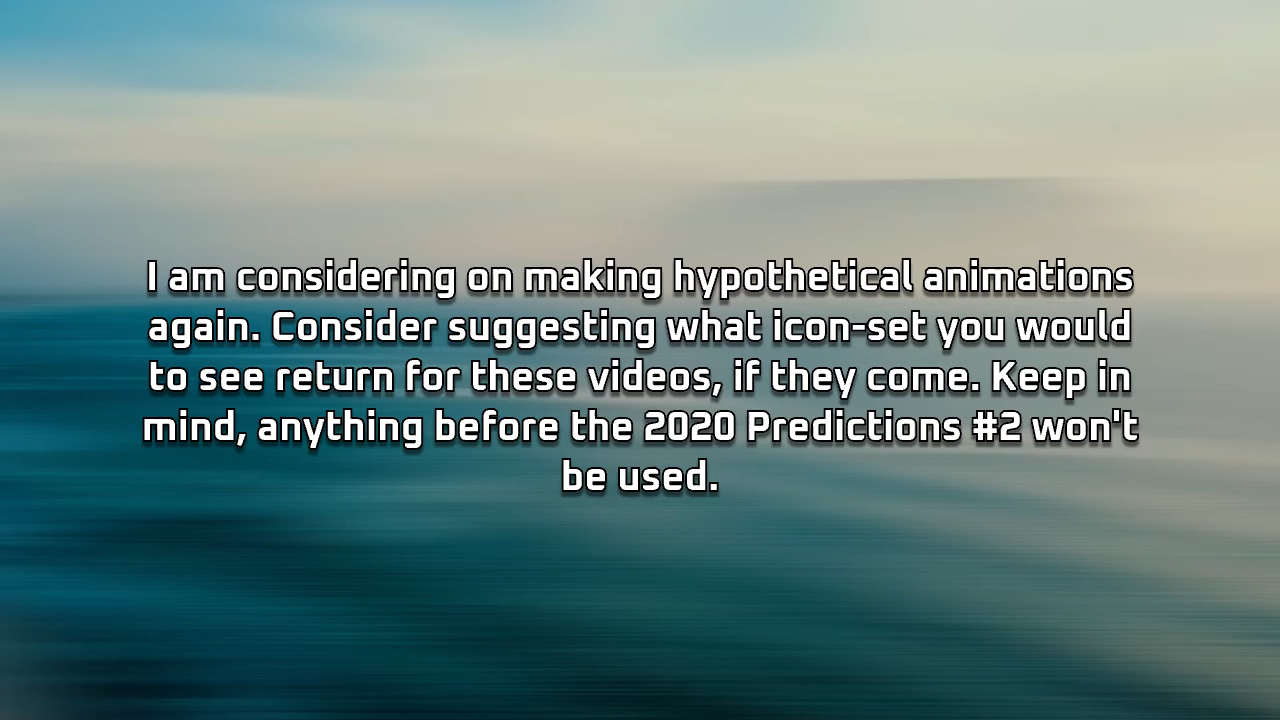 I am considering on making hypothetical animations
again. Consider suggesting what icon-set you would
to see return for these videos, if they come. Keep in
mind, anything before the 2020 Predictions #2 won't
be used.